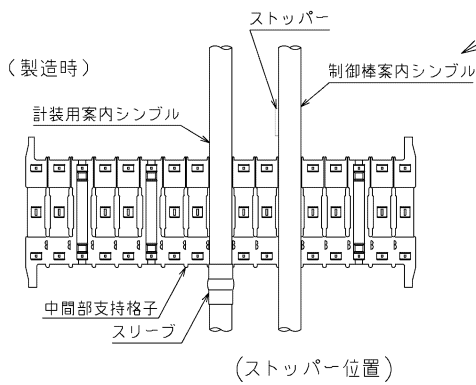 ストッパー
(製造時)
制御棒案内シンブル
計装用案内シンブル
中間部支持格子
スリーブ
(ストッパー位置)